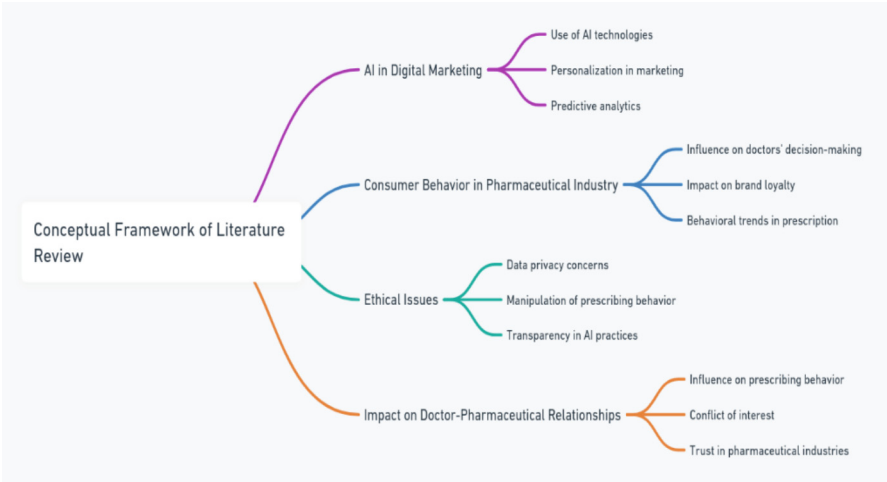 Conceptual Framework of Literature
Review
AI in Digital Marketing
Use of AI technologies
Personalization in marketing
Predictive analytics
Consumer Behavior in Pharmaceutical Industry
Influence on doctors' decision-making
Impact on brand loyalty
Behavioral trends in prescription
Ethical Issues
Data privacy concerns
Manipulation of prescribing behavior
Transparency in AI practices
Impact on Doctor-Pharmaceutical Relationships
Influence on prescribing behavior
Conflict of interest
Trust in pharmaceutical industries